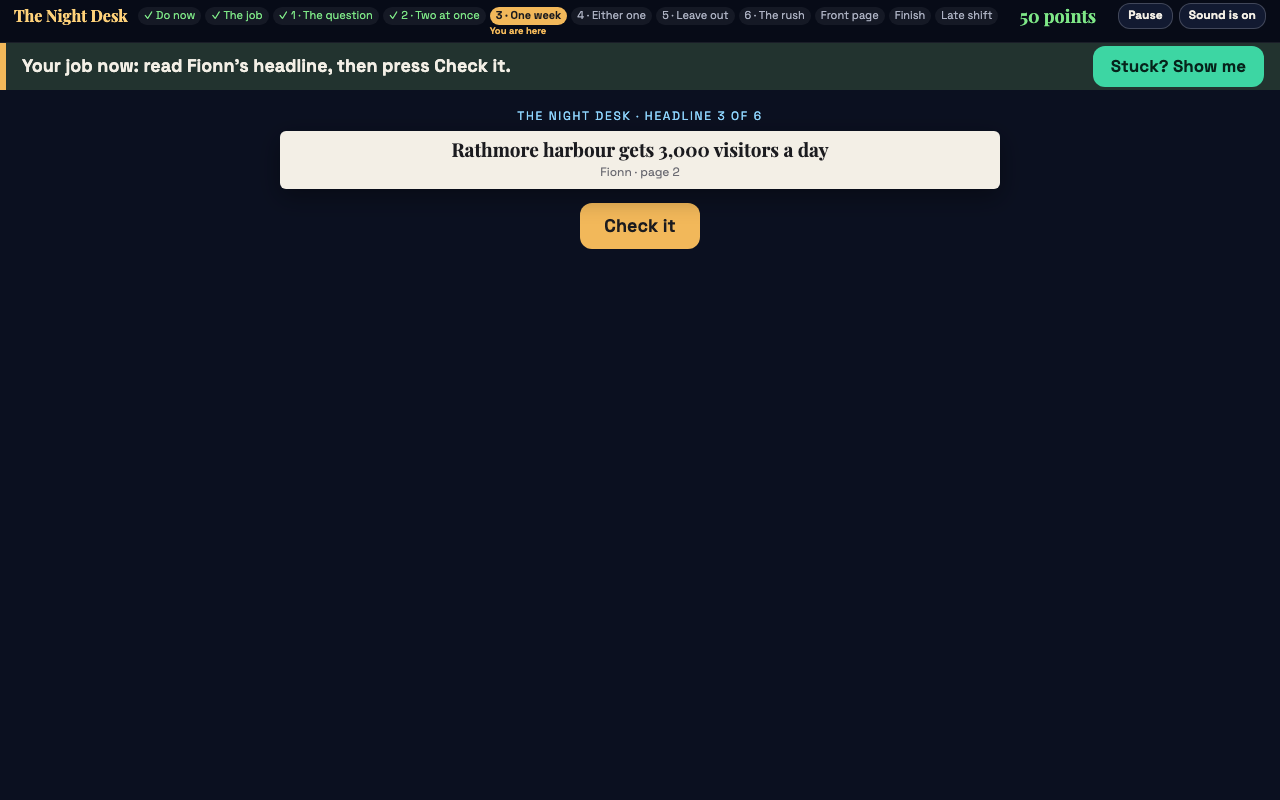 The Night Desk
✓ Do now
✓ The job
✓ 1 · The question
✓ 2 · Two at once
3 · One week
You are here
4 · Either one
5 · Leave out
6 · The rush
Front page
Finish
Late shift
50 points
Pause
Sound is on
Your job now: read Fionn's headline, then press Check it.
Stuck? Show me
THE NIGHT DESK · HEADLINE 3 OF 6
Rathmore harbour gets 3,000 visitors a day
Fionn · page 2
Check it